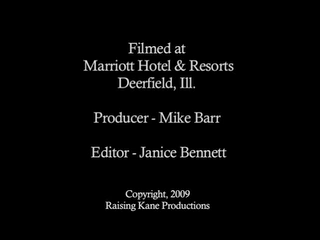 Filmed at
Marriott Hotel & Resorts
Deerfield, Ill.
Producer - Mike Barr
Editor - Janice Bennett
Copyright, 2009
Raising Kane Productions